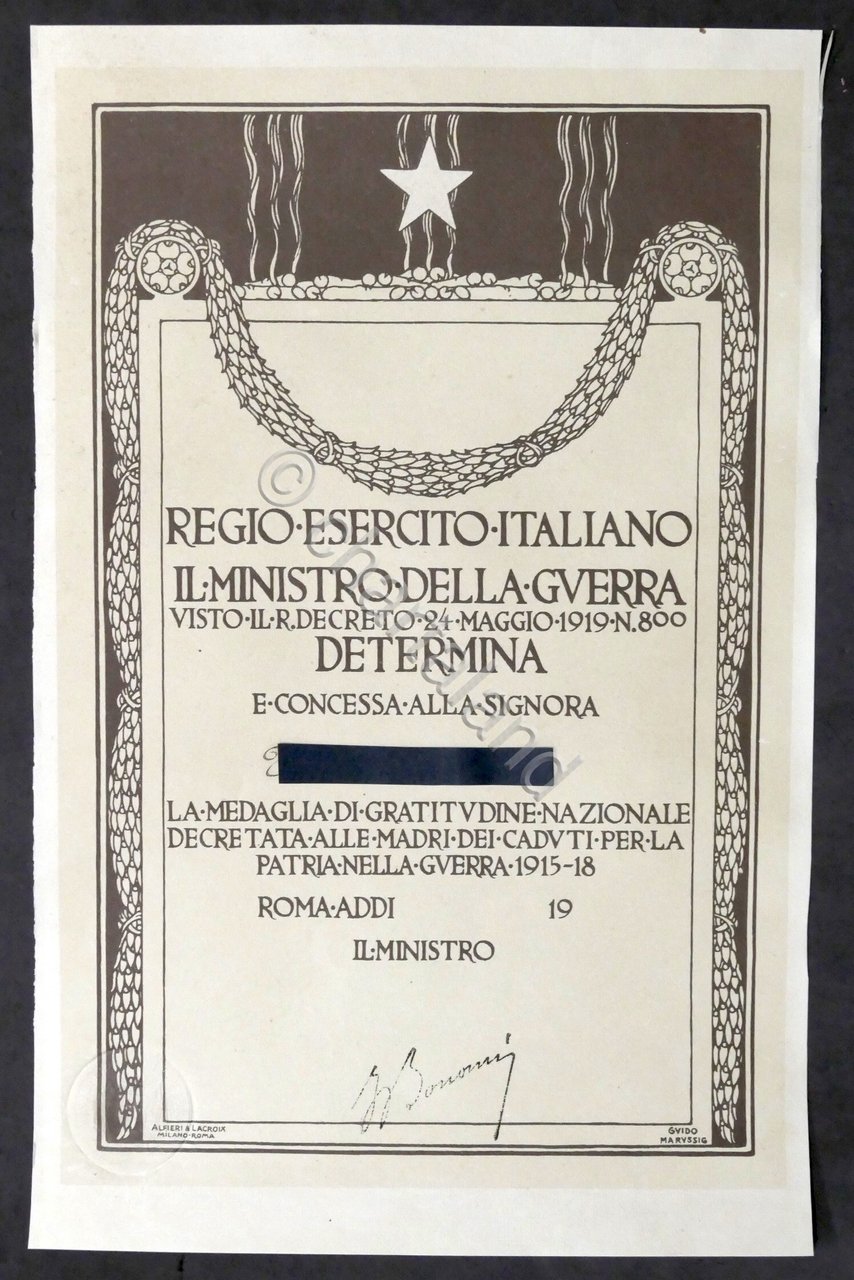 REGIO·ESERCITO·ITALIANO
IL·MINISTRO·DELLA·GVERRA
VISTO·IL·R.DECRETO·24·MAGGIO·1919·N.800
DETERMINA
E·CONCESSA·ALLA·SIGNORA
LA·MEDAGLIA·DI·GRATITVDINE·NAZIONALE
DECRETATA·ALLE·MADRI·DEI·CADVTI·PER·LA
PATRIA·NELLA·GVERRA·1915-18
ROMA·ADDI 19
IL·MINISTRO
Bonomi
ALFIERI & LACROIX
MILANO·ROMA
GVIDO
MARVSSIG
© chartaland